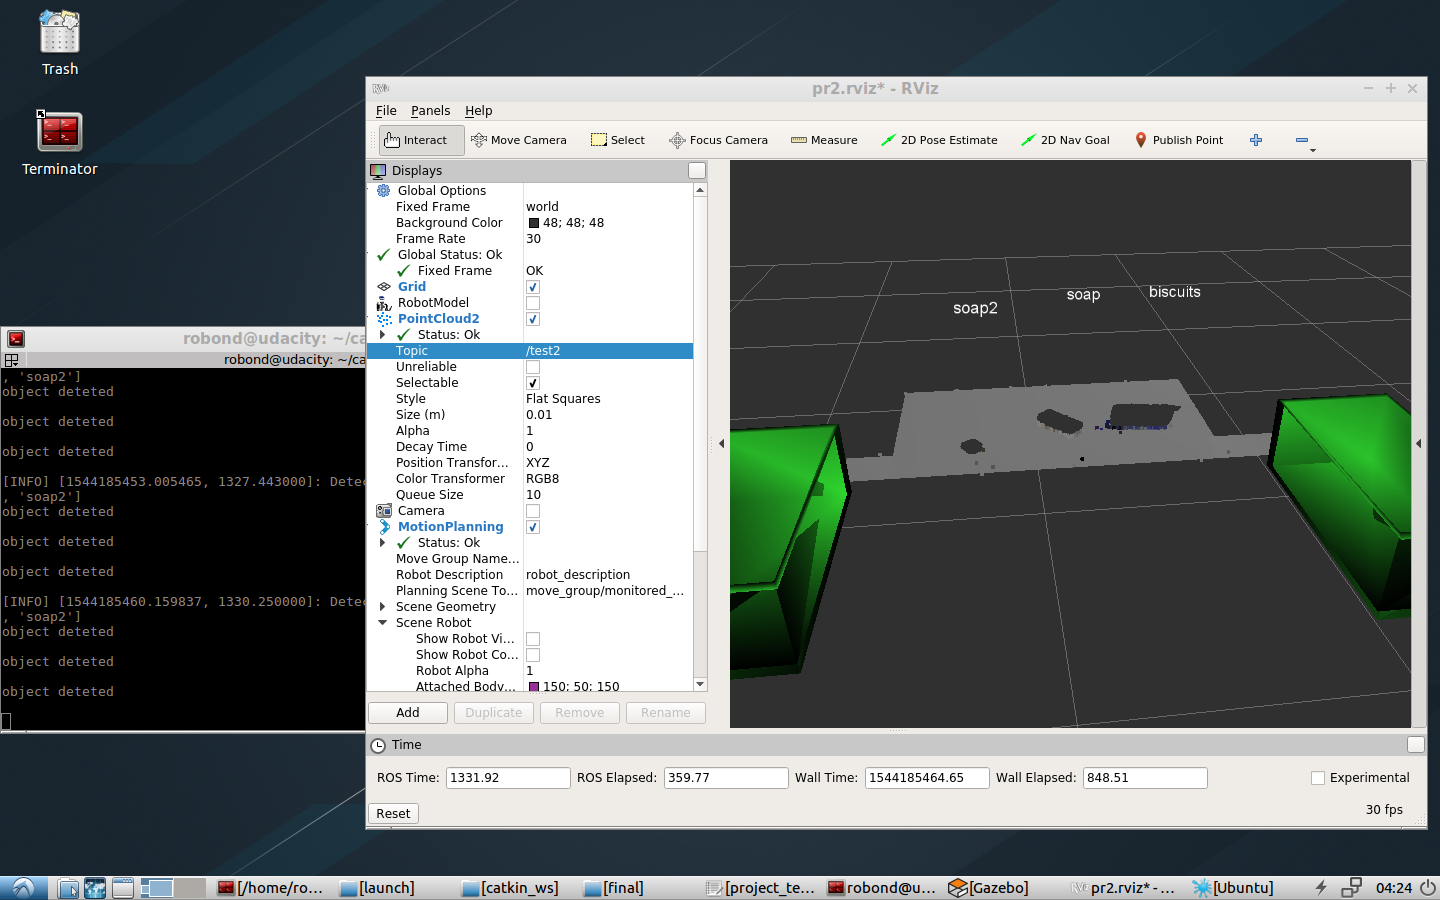 Trash
Terminator
robond@udacity: ~/ca
robond@udacity: ~/ca
, 'soap2']
object deteted
object deteted
object deteted
[INFO] [1544185453.005465, 1327.443000]: Detec
, 'soap2']
object deteted
object deteted
object deteted
[INFO] [1544185460.159837, 1330.250000]: Detec
, 'soap2']
object deteted
object deteted
object deteted
pr2.rviz* - RViz
File Panels Help
Interact Move Camera Select Focus Camera Measure 2D Pose Estimate 2D Nav Goal Publish Point
Displays
Global Options
Fixed Frame world
Background Color 48; 48; 48
Frame Rate 30
Global Status: Ok
Fixed Frame OK
Grid
RobotModel
PointCloud2
Status: Ok
Topic /test2
Unreliable
Selectable
Style Flat Squares
Size (m) 0.01
Alpha 1
Decay Time 0
Position Transfor... XYZ
Color Transformer RGB8
Queue Size 10
Camera
MotionPlanning
Status: Ok
Move Group Name...
Robot Description robot_description
Planning Scene To... move_group/monitored_...
Scene Geometry
Scene Robot
Show Robot Vi...
Show Robot Co...
Robot Alpha 1
Attached Body... 150; 50; 150
Add Duplicate Remove Rename
soap2 soap biscuits
Time
ROS Time: 1331.92 ROS Elapsed: 359.77 Wall Time: 1544185464.65 Wall Elapsed: 848.51 Experimental
Reset 30 fps
[/home/ro... [launch] [catkin_ws] [final] [project_te... robond@u... [Gazebo] pr2.rviz* - ... [Ubuntu] 04:24